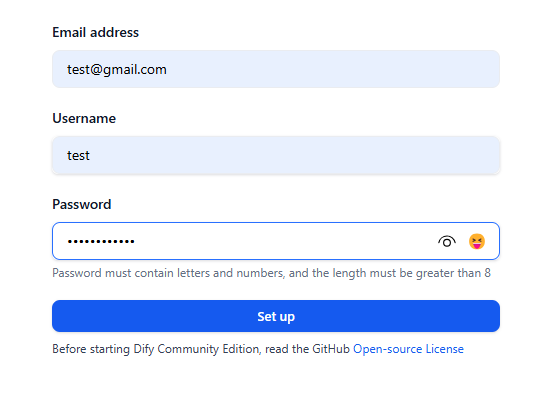 Email address
test@gmail.com
Username
test
Password
••••••••••••
Password must contain letters and numbers, and the length must be greater than 8
Set up
Before starting Dify Community Edition, read the GitHub Open-source License